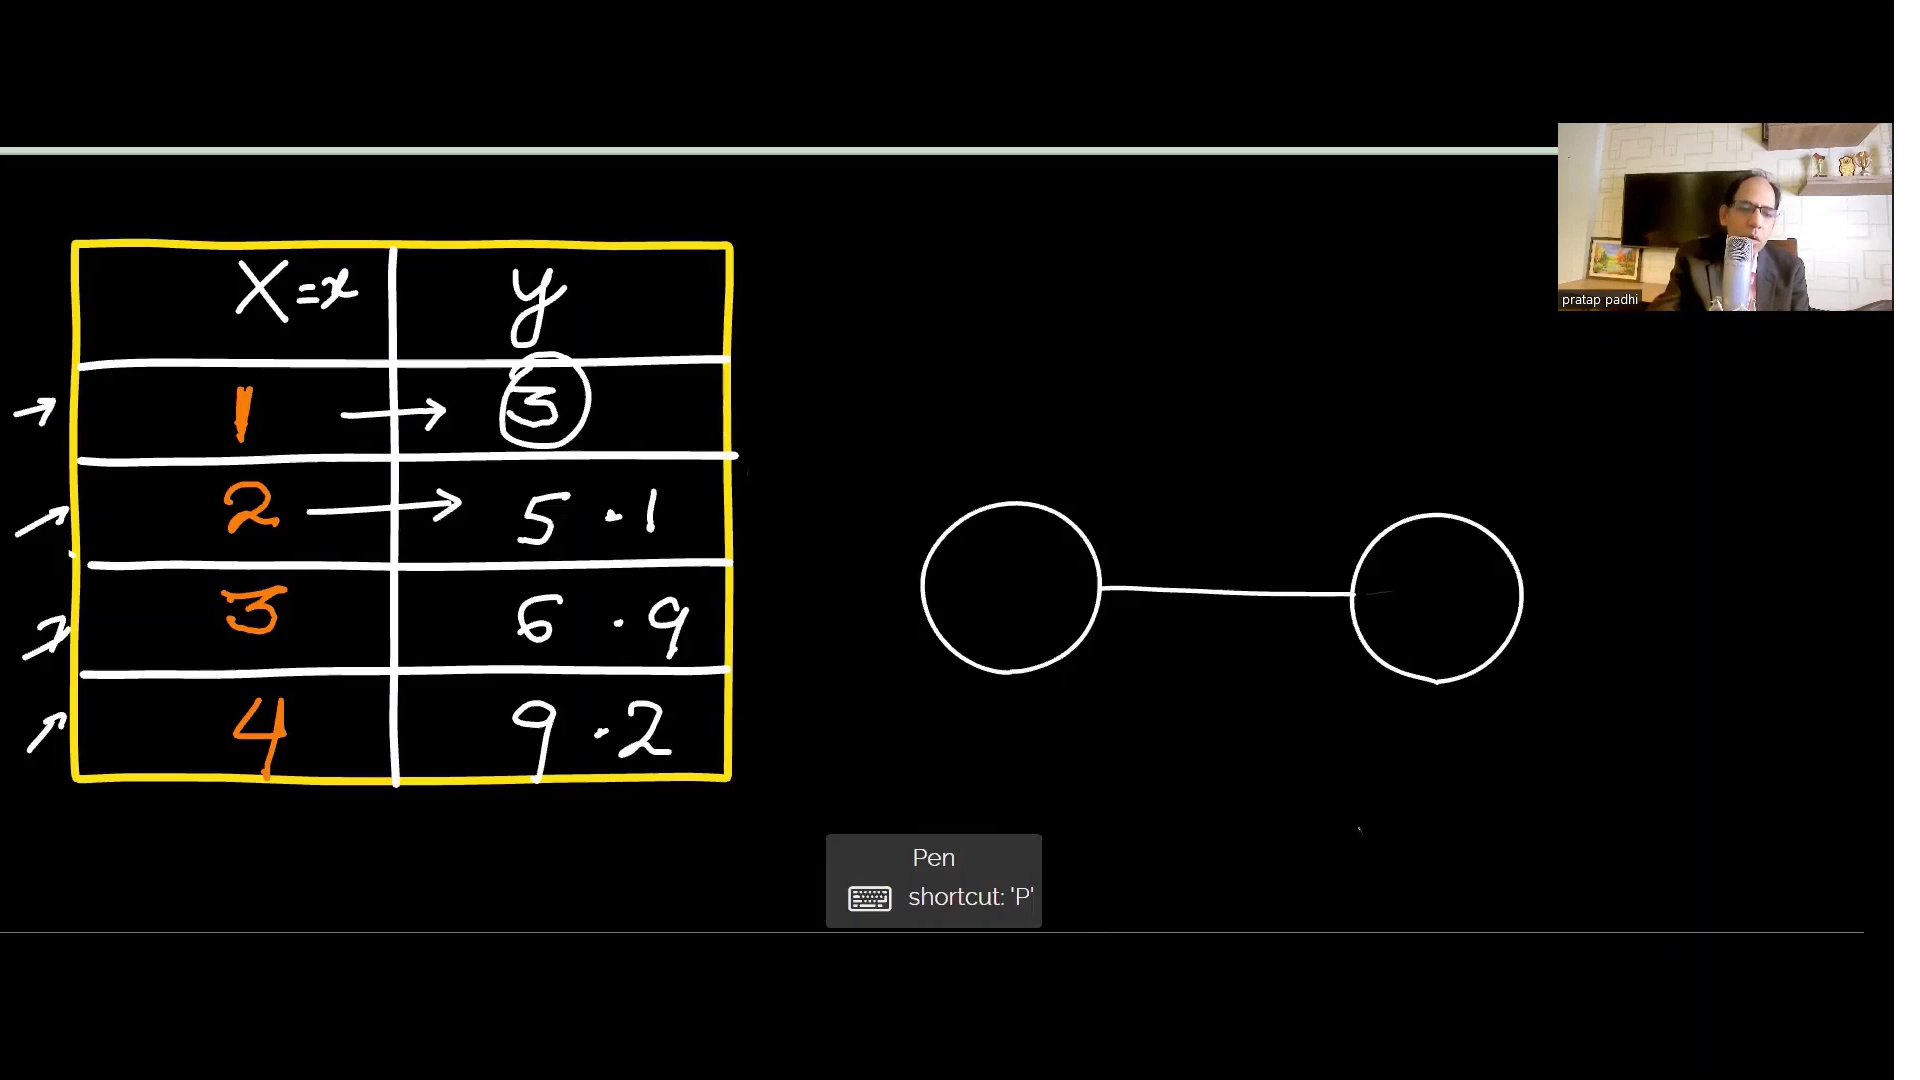 X=x y
1 → 3
2 → 5.1
3 6.9
4 9.2
pratap padhi
Pen
shortcut: 'P'